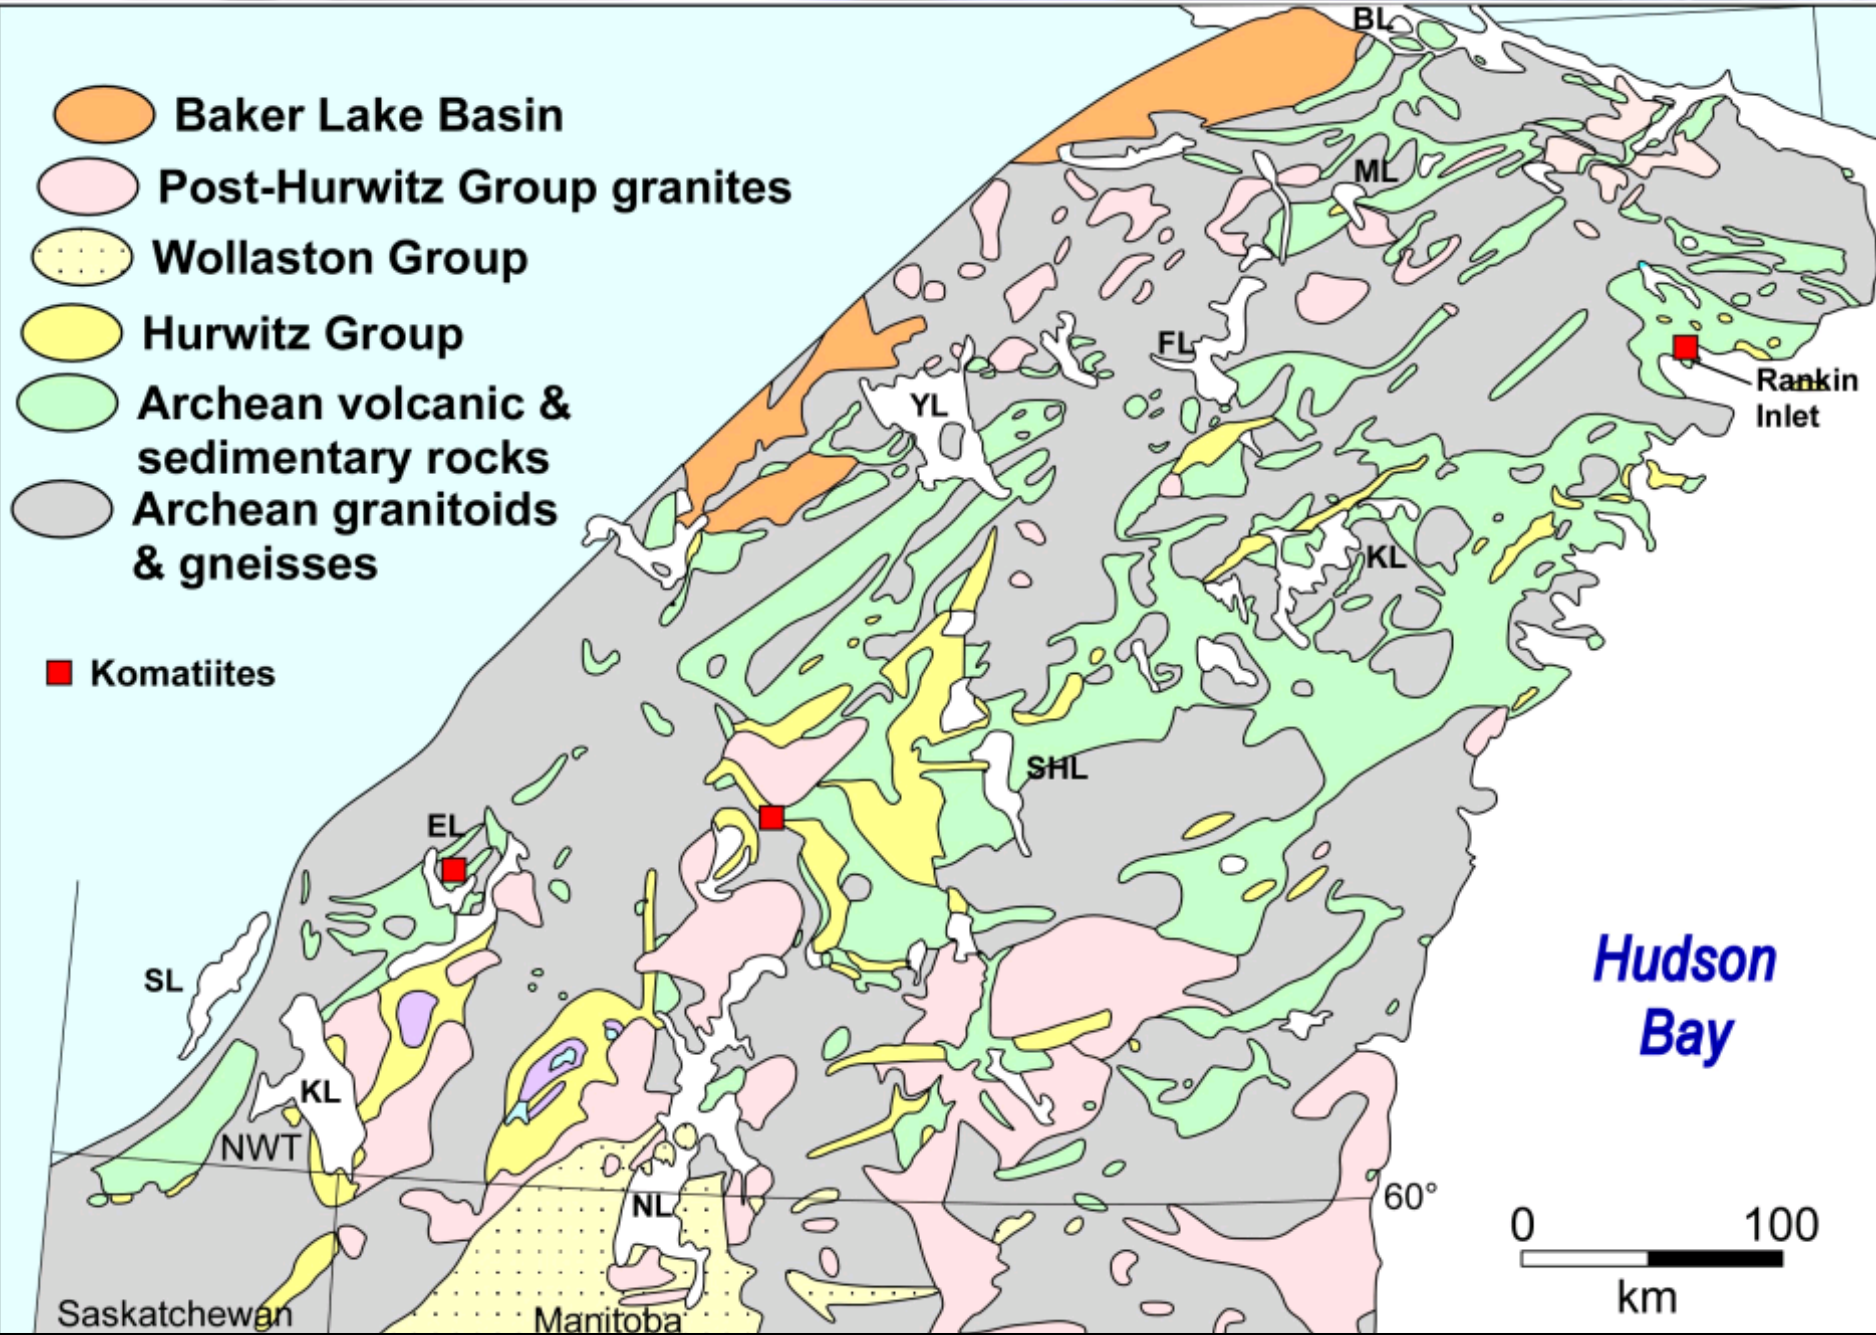 BL
Baker Lake Basin
Post-Hurwitz Group granites
ML
Wollaston Group
Hurwitz Group
FL
Rankin
Inlet
Archean volcanic &
sedimentary rocks
YL
Archean granitoids
& gneisses
KL
Komatiites
SHL
EL
SL
Hudson
Bay
KL
NWT
NL
60°
0 100
km
Saskatchewan
Manitoba